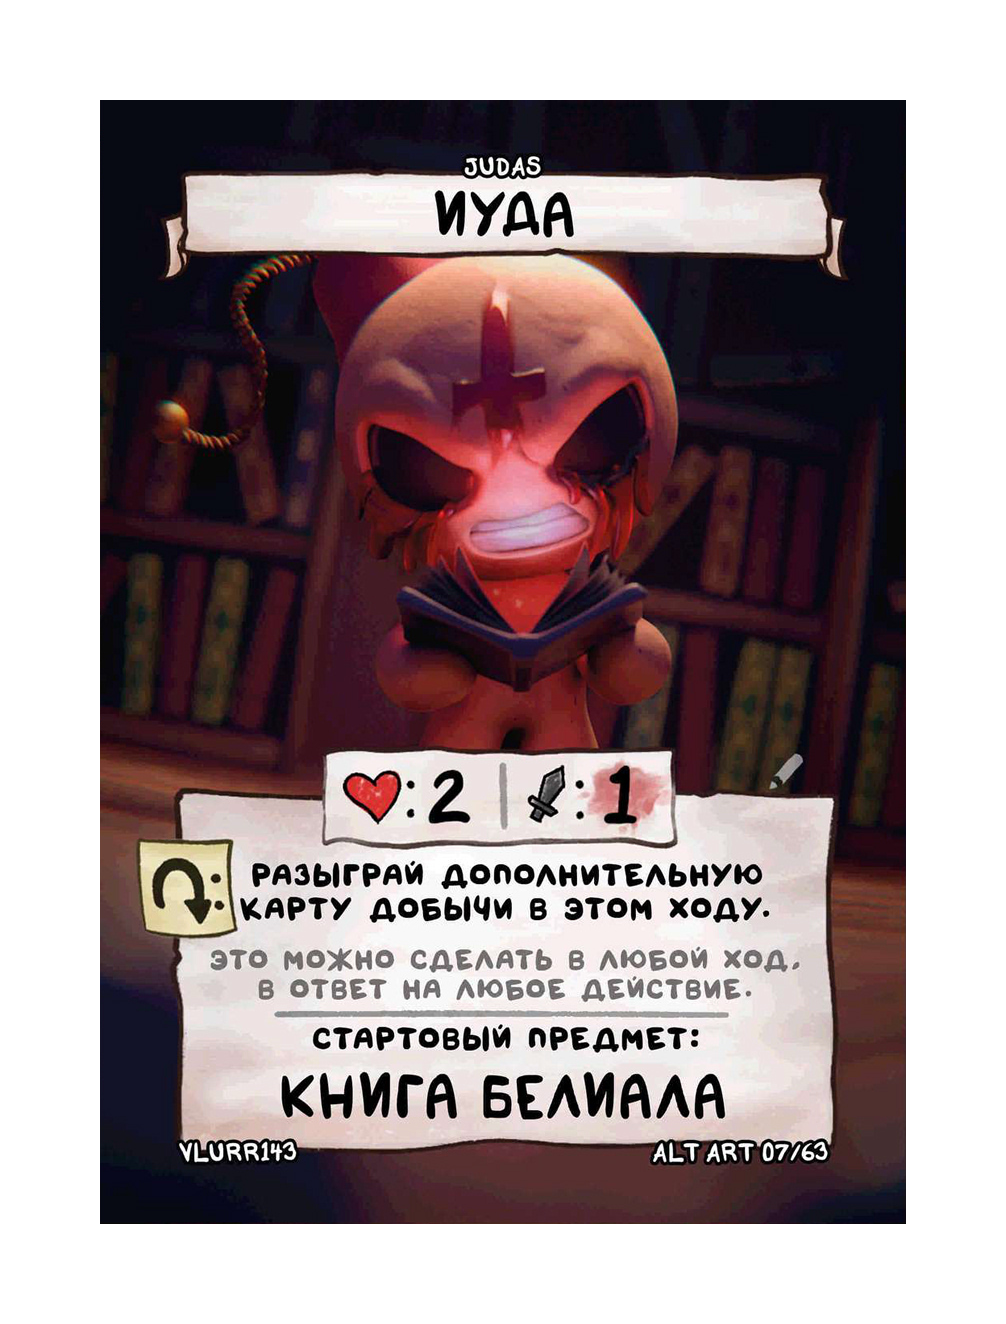 JUDAS
ИУДА
:2 | :1
РАЗЫГРАЙ ДОПОЛНИТЕЛЬНУЮ
КАРТУ ДОБЫЧИ В ЭТОМ ХОДУ.
ЭТО МОЖНО СДЕЛАТЬ В ЛЮБОЙ ХОД,
В ОТВЕТ НА ЛЮБОЕ ДЕЙСТВИЕ.
СТАРТОВЫЙ ПРЕДМЕТ:
КНИГА БЕЛИАЛА
VLURR143
ALT ART 07/63